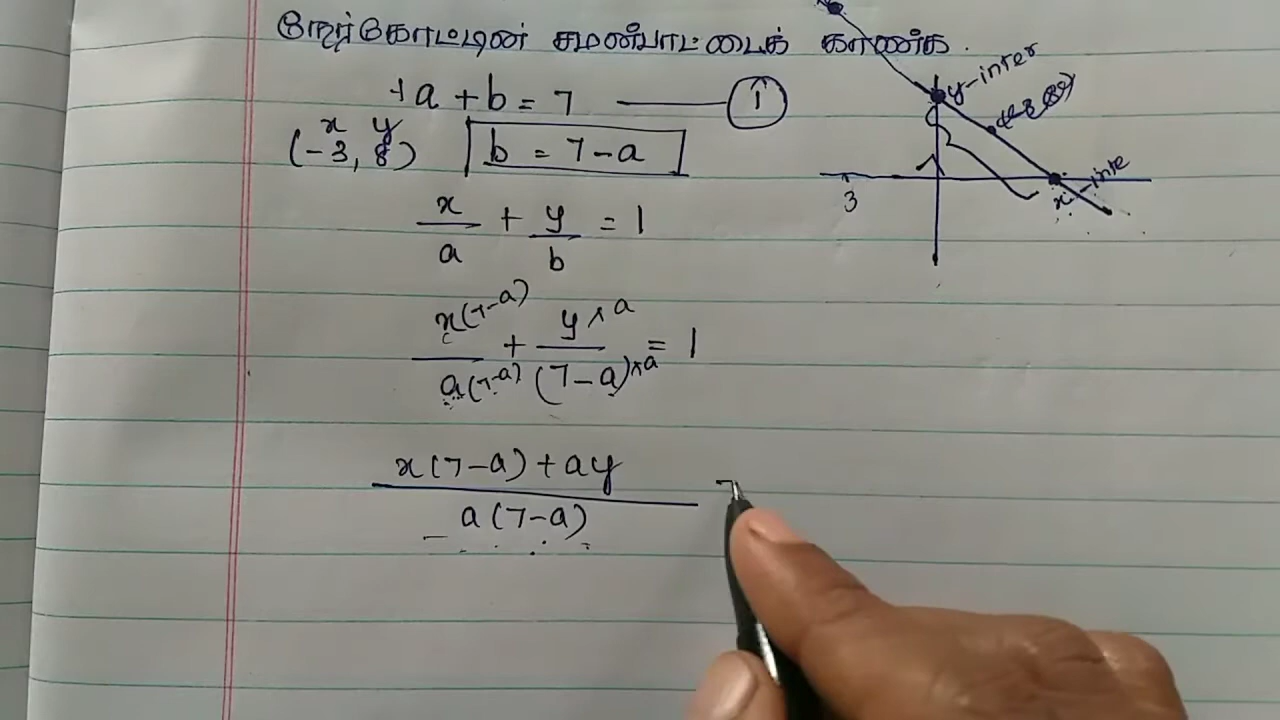 நேர்கோட்டின் சமன்பாட்டைக் காண்க.
+a + b = 7 ——— ①
x y
(-3, 8)
b = 7-a
x/a + y/b = 1
x(7-a)/a(7-a) + y×a/(7-a)×a = 1
x(7-a)+ay / a(7-a)
y-inter
3
x-inte